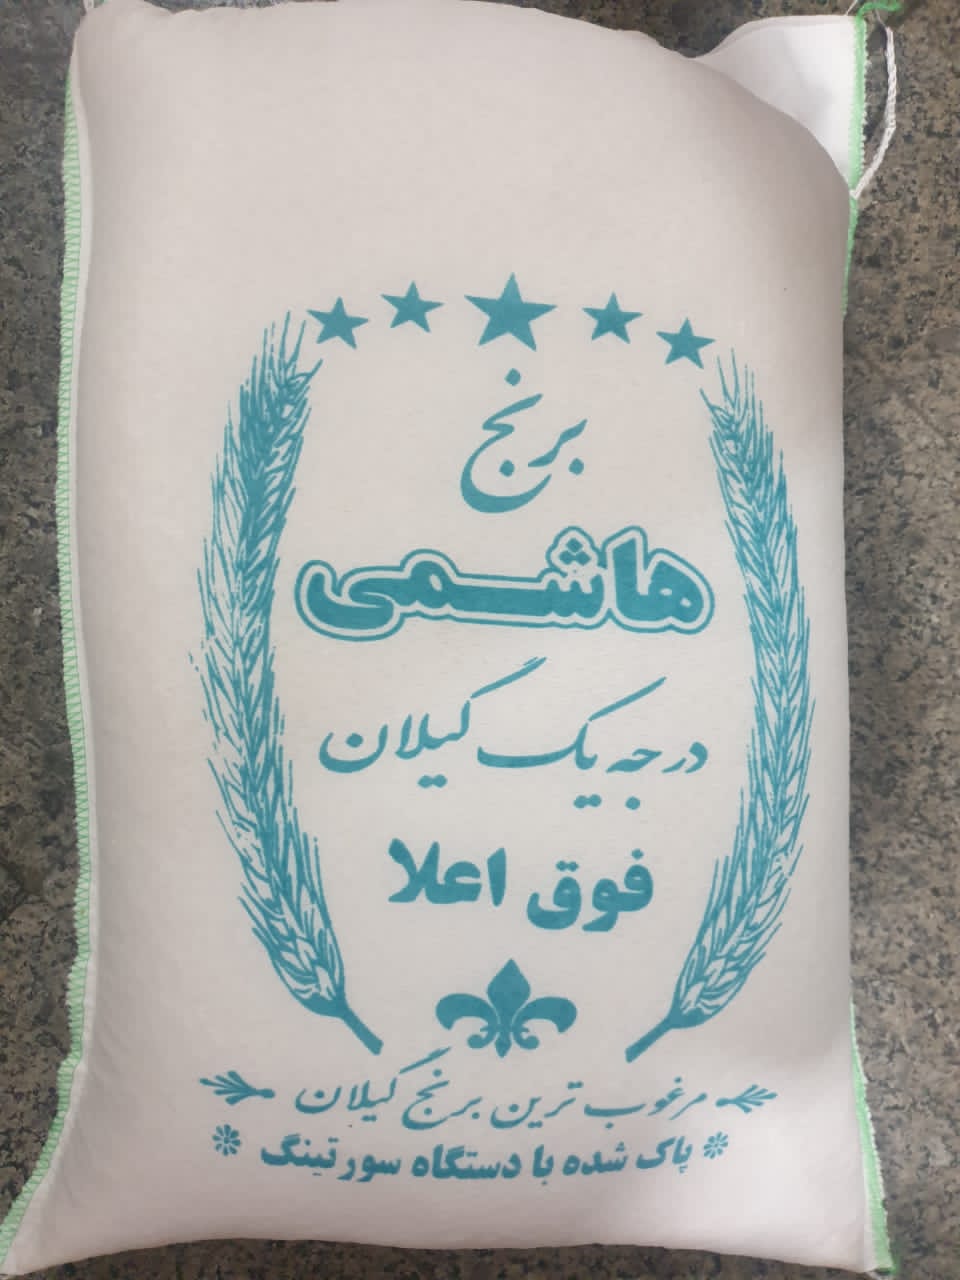 برنج
هاشمی
درجه یک گیلان
فوق اعلا
مرغوب ترین برنج گیلان
پاک شده با دستگاه سورتینگ